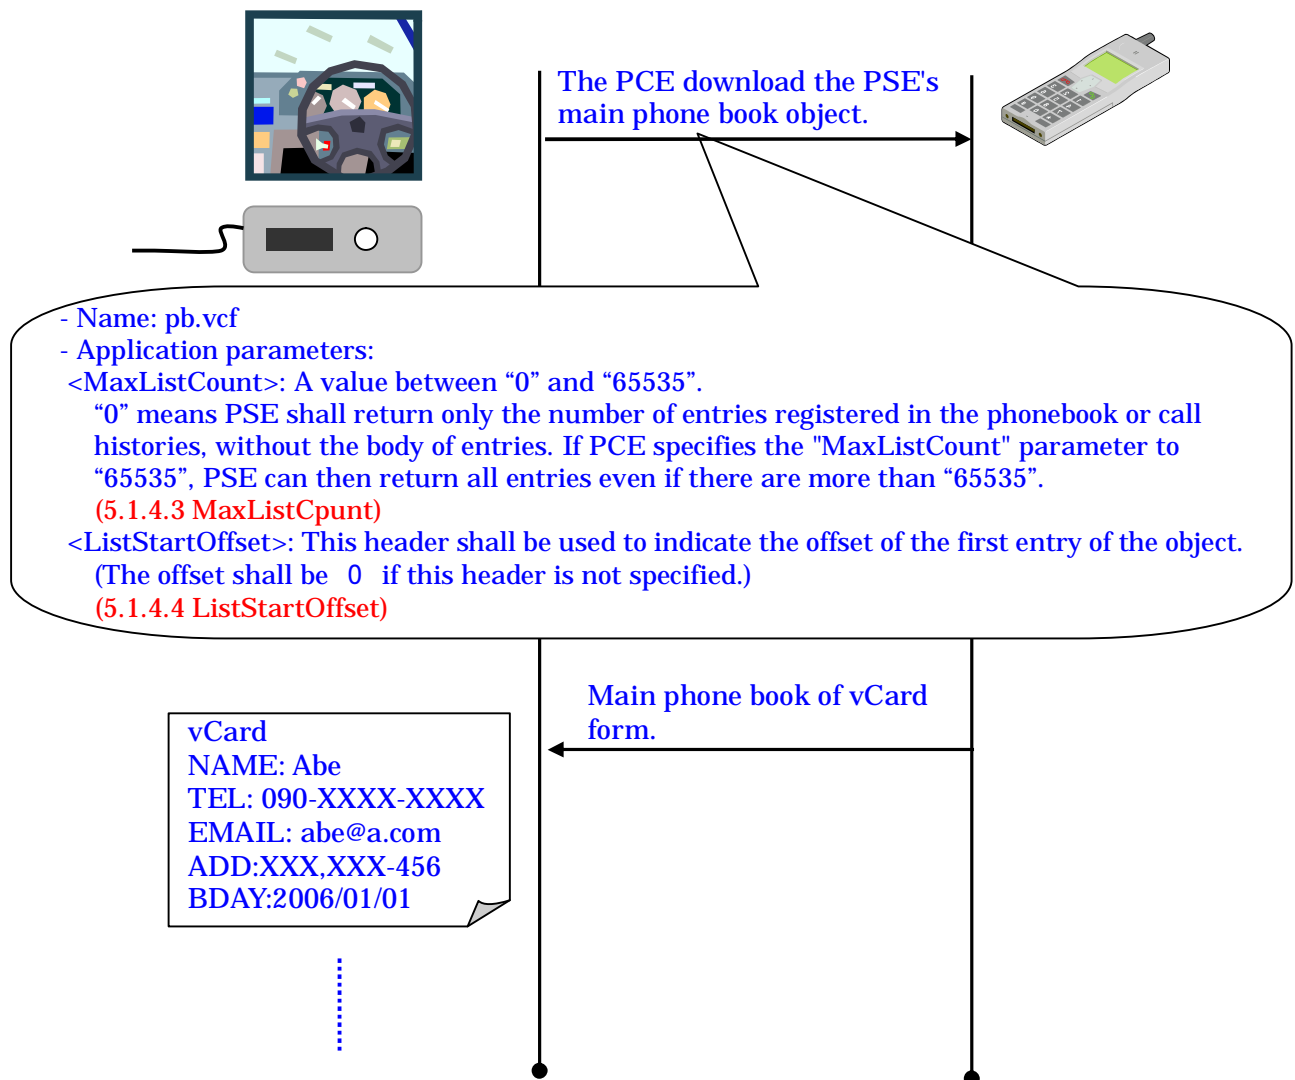 The PCE download the PSE's
main phone book object.
- Name: pb.vcf
- Application parameters:
<MaxListCount>: A value between “0” and “65535”.
“0” means PSE shall return only the number of entries registered in the phonebook or call
histories, without the body of entries. If PCE specifies the "MaxListCount" parameter to
“65535”, PSE can then return all entries even if there are more than “65535”.
(5.1.4.3 MaxListCpunt)
<ListStartOffset>: This header shall be used to indicate the offset of the first entry of the object.
(The offset shall be 0 if this header is not specified.)
(5.1.4.4 ListStartOffset)
Main phone book of vCard
form.
vCard
NAME: Abe
TEL: 090-XXXX-XXXX
EMAIL: abe@a.com
ADD:XXX,XXX-456
BDAY:2006/01/01